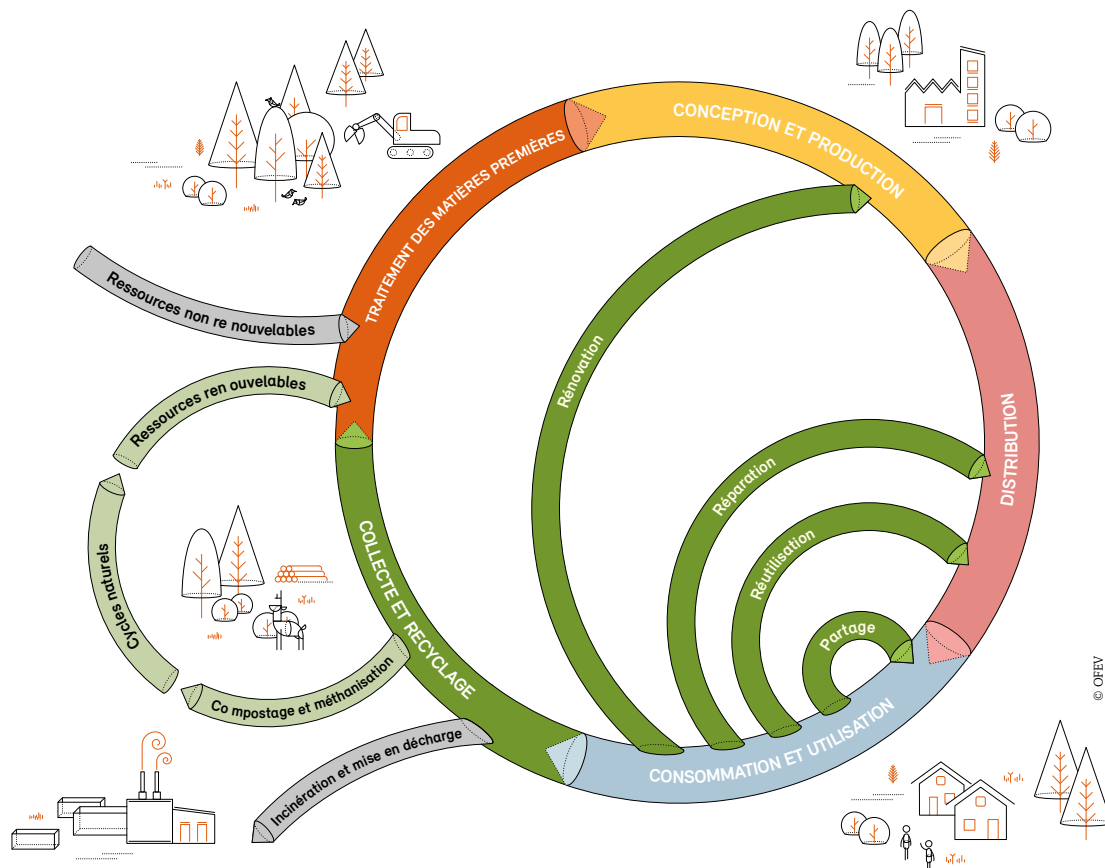 CONCEPTION ET PRODUCTION
TRAITEMENT DES MATIÈRES PREMIÈRES
Ressources non re nouvelables
Rénovation
Ressources ren ouvelables
DISTRIBUTION
Réparation
Réutilisation
Cycles naturels
COLLECTE ET RECYCLAGE
Partage
Co mpostage et méthanisation
CONSOMMATION ET UTILISATION
Incinération et mise en décharge
© OFEV